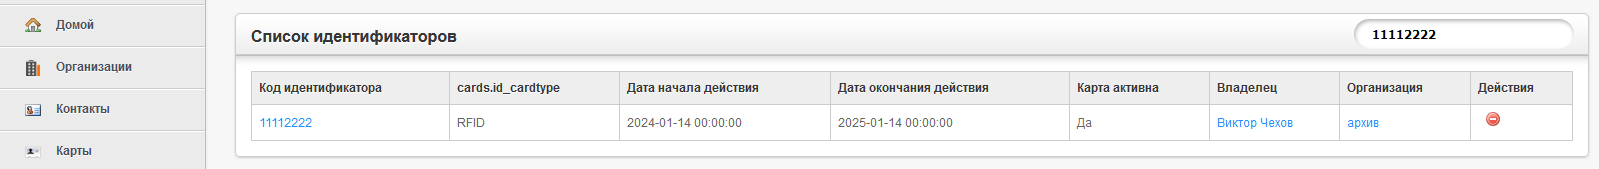 Домой
Организации
Контакты
Карты
Список идентификаторов
11112222
Код идентификатора cards.id_cardtype Дата начала действия Дата окончания действия Карта активна Владелец Организация Действия
11112222 RFID 2024-01-14 00:00:00 2025-01-14 00:00:00 Да Виктор Чехов архив